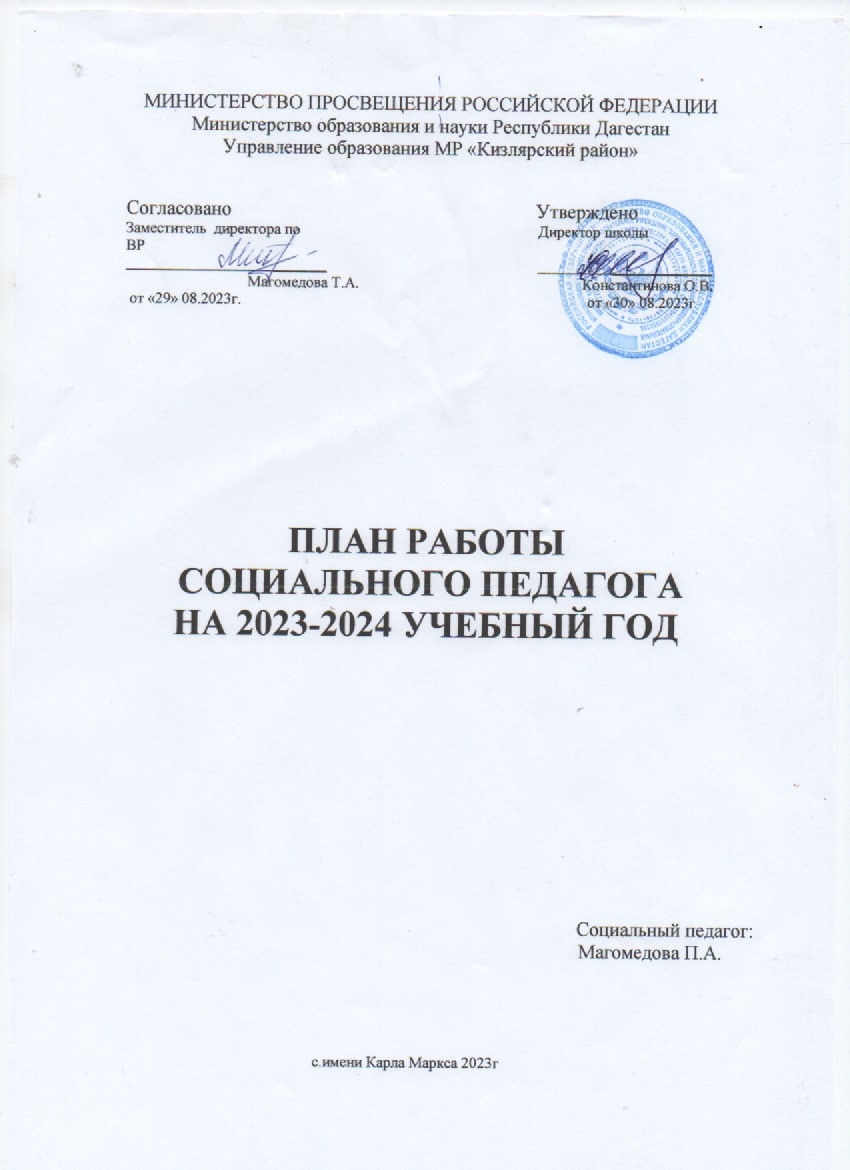 МИНИСТЕРСТВО ПРОСВЕЩЕНИЯ РОССИЙСКОЙ ФЕДЕРАЦИИ
Министерство образования и науки Республики Дагестан
Управление образования МР «Кизлярский район»
Согласовано
Заместитель директора по
ВР
Магомедова Т.А.
от «29» 08.2023г.
Утверждено
Директор школы
Константинова О.В.
от «30» 08.2023г
ПЛАН РАБОТЫ
СОЦИАЛЬНОГО ПЕДАГОГА
НА 2023-2024 УЧЕБНЫЙ ГОД
Социальный педагог:
Магомедова П.А.
с.имени Карла Маркса 2023г